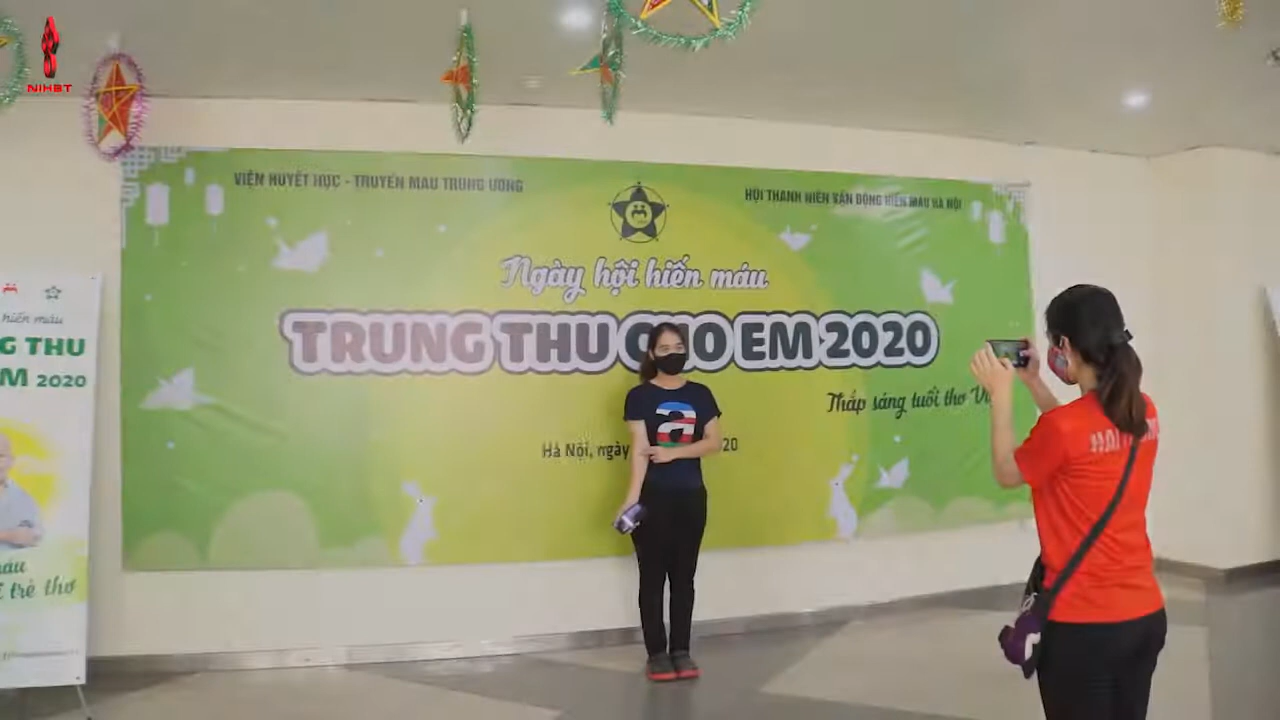 NIHBT
VIỆN HUYẾT HỌC - TRUYỀN MÁU TRUNG ƯƠNG
HỘI THANH NIÊN VẬN ĐỘNG HIẾN MÁU HÀ NỘI
Ngày hội hiến máu
TRUNG THU CHO EM 2020
Thắp sáng tuổi thơ
Hà Nội, ngày
20
a
hiến máu
G THU
M 2020
máu
trẻ thơ